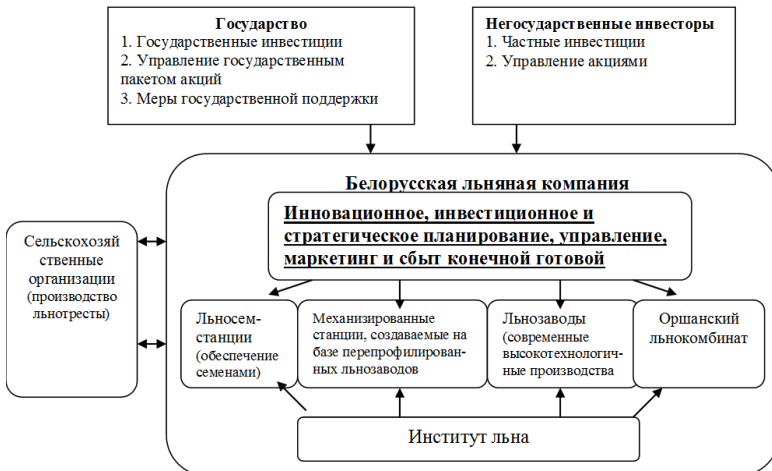 Государство
1. Государственные инвестиции
2. Управление государственным
пакетом акций
3. Меры государственной поддержки
Негосударственные инвесторы
1. Частные инвестиции
2. Управление акциями
Белорусская льняная компания
Инновационное, инвестиционное и
стратегическое планирование, управление,
маркетинг и сбыт конечной готовой
Сельскохозяй
ственные
организации
(производство
льнотресты)
Льносем-
станции
(обеспечение
семенами)
Механизированные
станции, создаваемые на
базе перепрофилирован-
ных льнозаводов
Льнозаводы
(современные
высокотехнологич-
ные производства
Оршанский
льнокомбинат
Институт льна